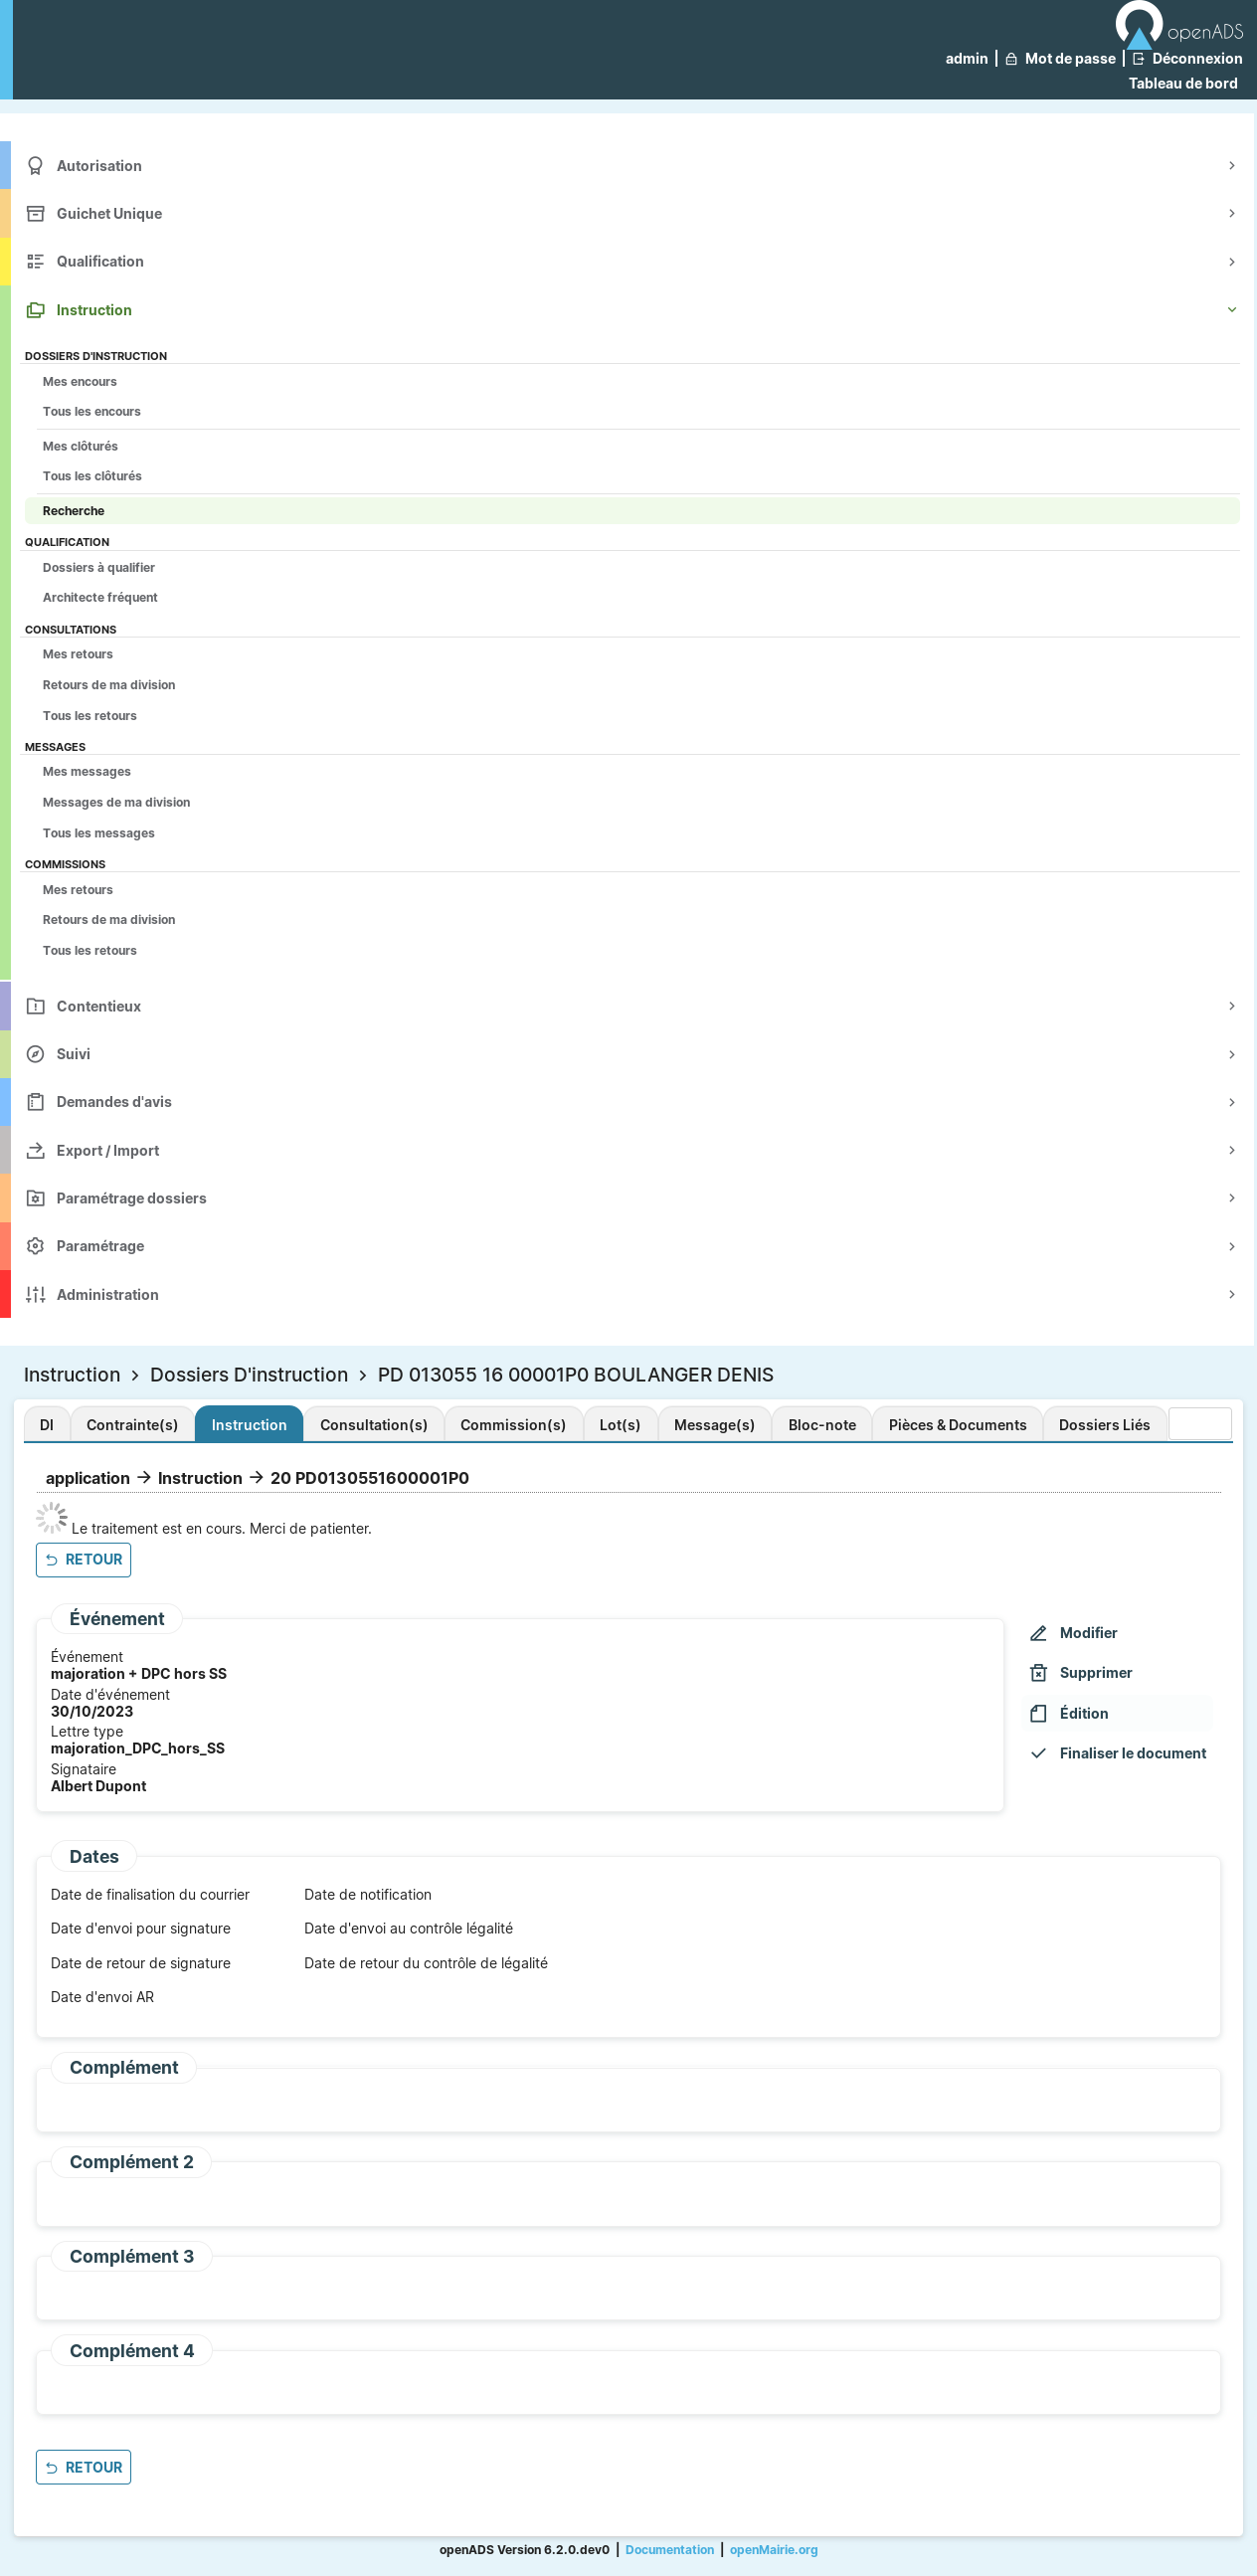 openADS
admin | Mot de passe | Déconnexion
Tableau de bord
Autorisation
Guichet Unique
Qualification
Instruction
DOSSIERS D'INSTRUCTION
Mes encours
Tous les encours
Mes clôturés
Tous les clôturés
Recherche
QUALIFICATION
Dossiers à qualifier
Architecte fréquent
CONSULTATIONS
Mes retours
Retours de ma division
Tous les retours
MESSAGES
Mes messages
Messages de ma division
Tous les messages
COMMISSIONS
Mes retours
Retours de ma division
Tous les retours
Contentieux
Suivi
Demandes d'avis
Export / Import
Paramétrage dossiers
Paramétrage
Administration
Instruction > Dossiers D'instruction > PD 013055 16 00001P0 BOULANGER DENIS
DI Contrainte(s) Instruction Consultation(s) Commission(s) Lot(s) Message(s) Bloc-note Pièces & Documents Dossiers Liés
application → Instruction → 20 PD0130551600001P0
Le traitement est en cours. Merci de patienter.
RETOUR
Événement
Événement
majoration + DPC hors SS
Date d'événement
30/10/2023
Lettre type
majoration_DPC_hors_SS
Signataire
Albert Dupont
Modifier
Supprimer
Édition
Finaliser le document
Dates
Date de finalisation du courrier Date de notification
Date d'envoi pour signature Date d'envoi au contrôle légalité
Date de retour de signature Date de retour du contrôle de légalité
Date d'envoi AR
Complément
Complément 2
Complément 3
Complément 4
RETOUR
openADS Version 6.2.0.dev0 | Documentation | openMairie.org